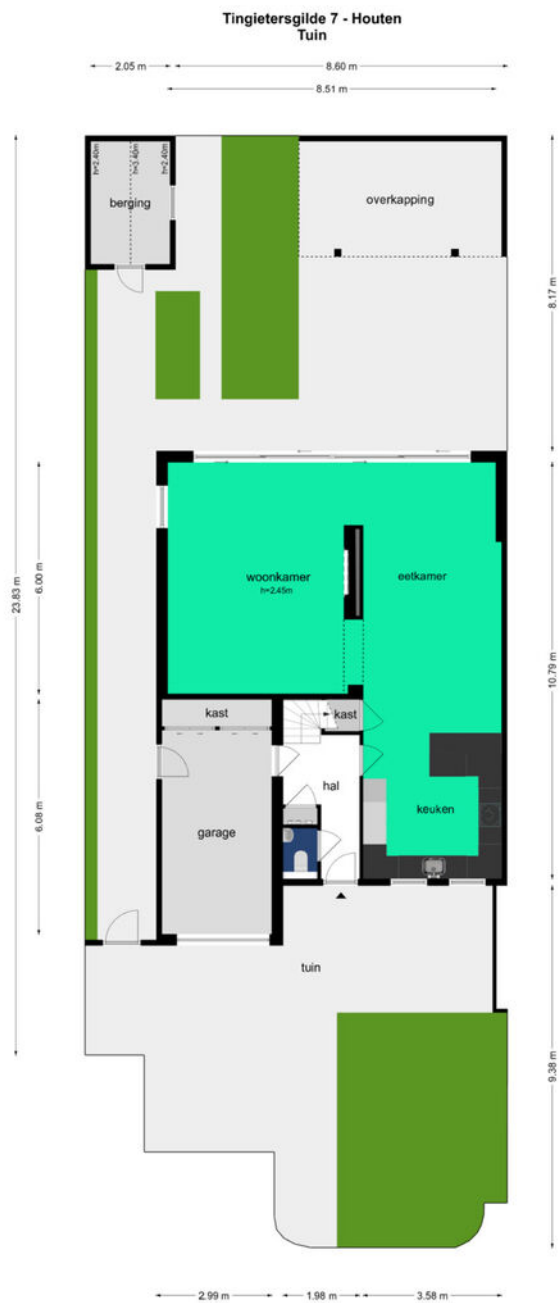 Tingietersgilde 7 - Houten
Tuin
2.05 m
8.60 m
8.51 m
h=2.40m
h=3.40m
h=2.40m
berging
overkapping
8.17 m
23.83 m
6.00 m
woonkamer
h=2.45m
eetkamer
10.79 m
kast
kast
hal
6.08 m
garage
keuken
tuin
9.38 m
2.99 m
1.98 m
3.58 m